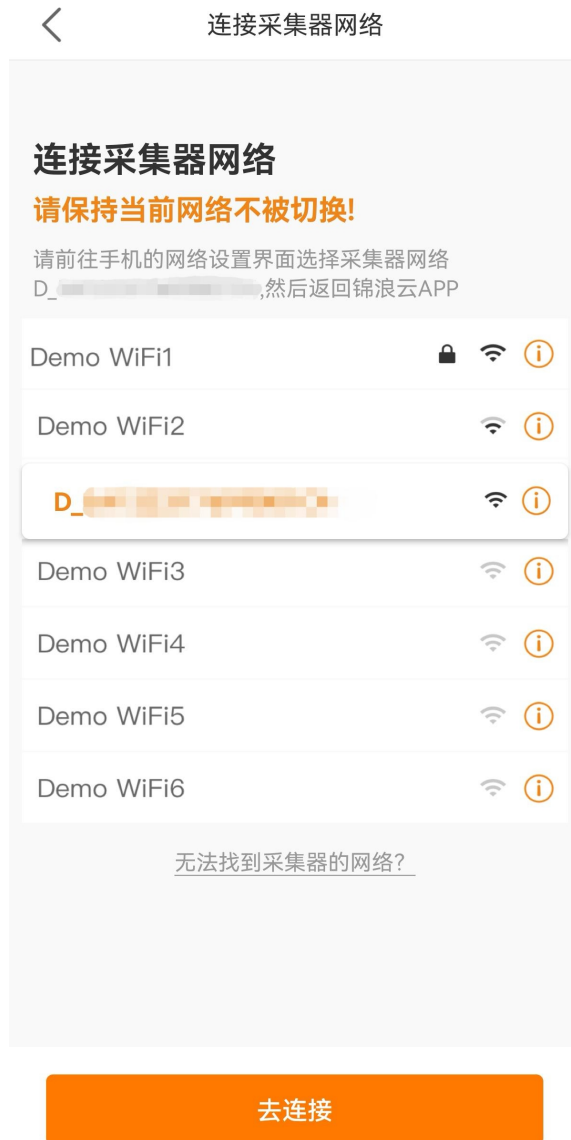 连接采集器网络
连接采集器网络
请保持当前网络不被切换!
请前往手机的网络设置界面选择采集器网络
D_ ,然后返回锦浪云APP
Demo WiFi1
Demo WiFi2
D_
Demo WiFi3
Demo WiFi4
Demo WiFi5
Demo WiFi6
无法找到采集器的网络?
去连接